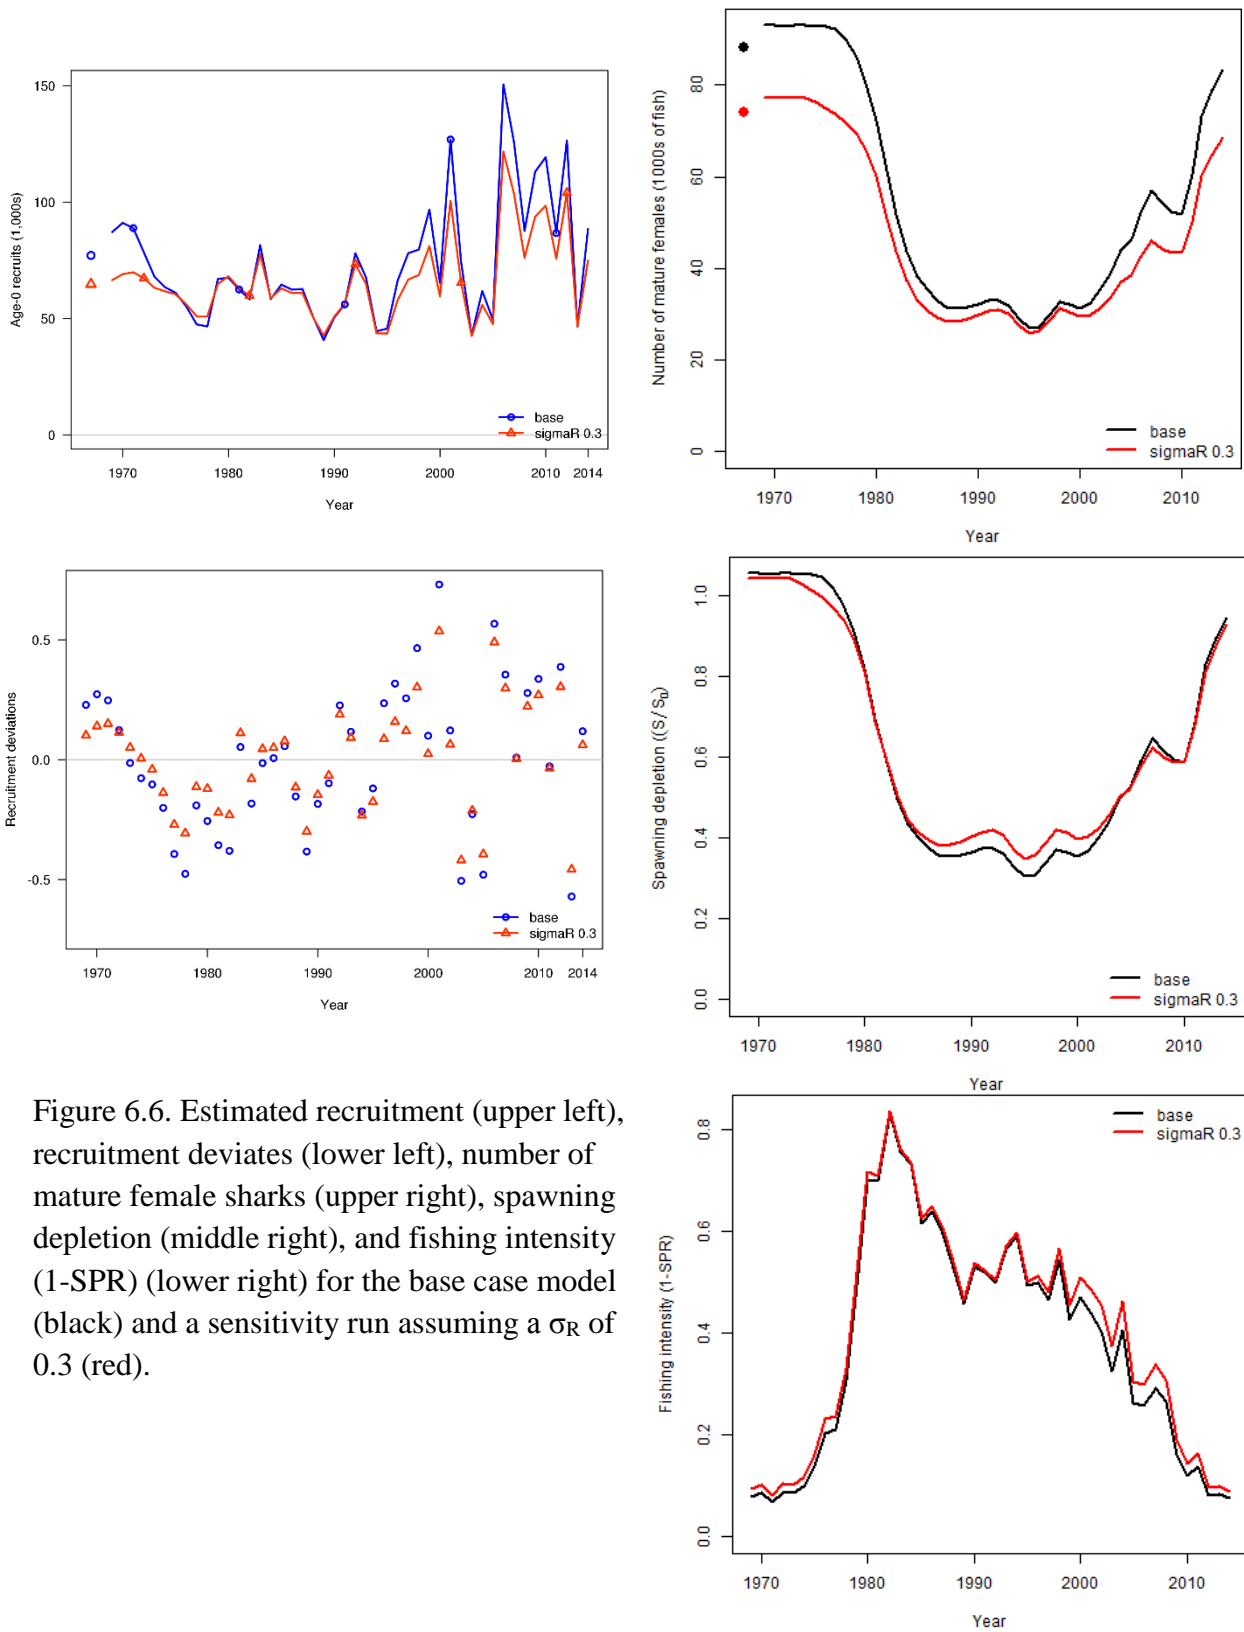 150
100
50
0
Age-0 recruits (1,000s)
base
sigmaR 0.3
1970
1980
1990
2000
2010
2014
Year
80
60
40
20
0
Number of mature females (1000s of fish)
base
sigmaR 0.3
1970
1980
1990
2000
2010
Year
0.5
0.0
-0.5
Recruitment deviations
base
sigmaR 0.3
1970
1980
1990
2000
2010
2014
Year
1.0
0.8
0.6
0.4
0.2
0.0
Spawning depletion ((S/S0)
base
sigmaR 0.3
1970
1980
1990
2000
2010
Year
Figure 6.6. Estimated recruitment (upper left),
recruitment deviates (lower left), number of
mature female sharks (upper right), spawning
depletion (middle right), and fishing intensity
(1-SPR) (lower right) for the base case model
(black) and a sensitivity run assuming a σR of
0.3 (red).
0.8
0.6
0.4
0.2
0.0
Fishing intensity (1-SPR)
base
sigmaR 0.3
1970
1980
1990
2000
2010
Year